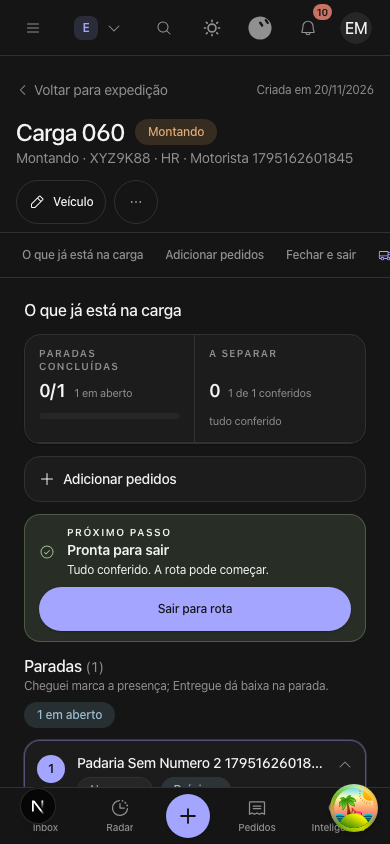 E
10
EM
Voltar para expedição
Criada em 20/11/2026
Carga 060
Montando
Montando · XYZ9K88 · HR · Motorista 1795162601845
Veículo
...
O que já está na carga
Adicionar pedidos
Fechar e sair
O que já está na carga
PARADAS
CONCLUÍDAS
0/1 1 em aberto
A SEPARAR
0 1 de 1 conferidos
tudo conferido
Adicionar pedidos
PRÓXIMO PASSO
Pronta para sair
Tudo conferido. A rota pode começar.
Sair para rota
Paradas (1)
Cheguei marca a presença; Entregue dá baixa na parada.
1 em aberto
1
Padaria Sem Numero 2 17951626018...
N
Inbox
Radar
Pedidos